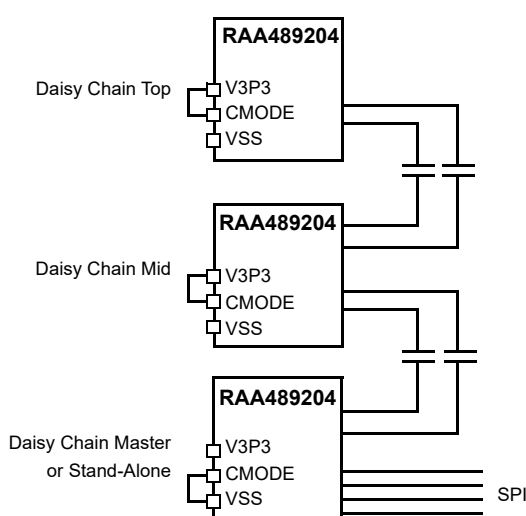 RAA489204
Daisy Chain Top
V3P3
CMODE
VSS
RAA489204
Daisy Chain Mid
V3P3
CMODE
VSS
RAA489204
Daisy Chain Master
or Stand-Alone
V3P3
CMODE
VSS
SPI